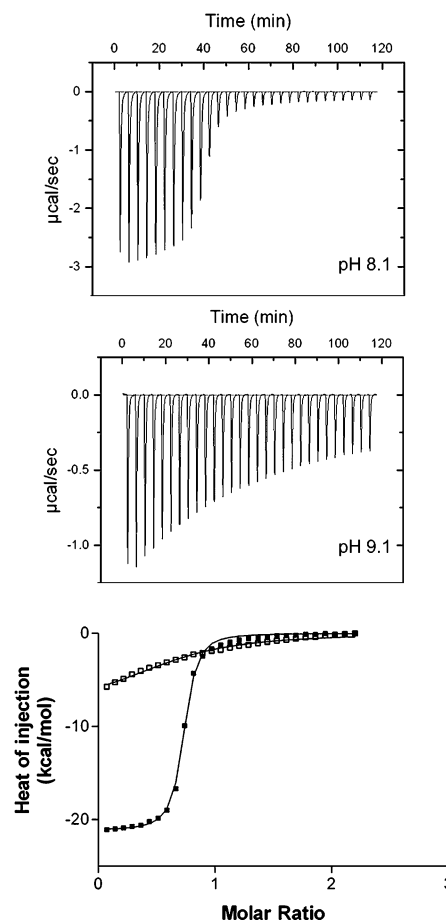 Time (min)
0 20 40 60 80 100 120
0
-1
-2
-3
µcal/sec
pH 8.1
Time (min)
0 20 40 60 80 100 120
0.0
-0.5
-1.0
µcal/sec
pH 9.1
0
-10
-20
Heat of injection
(kcal/mol)
0 1 2 3
Molar Ratio